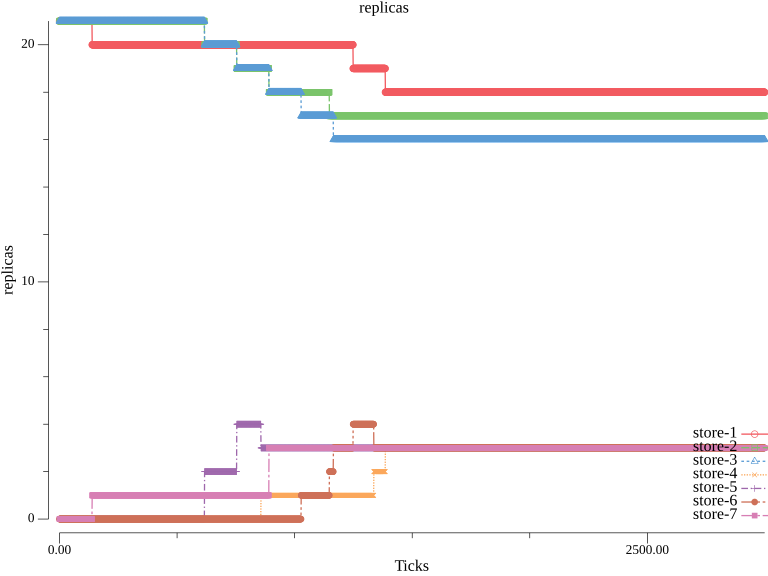 replicas
20
10
0
replicas
0.00
2500.00
Ticks
store-1
store-2
store-3
store-4
store-5
store-6
store-7